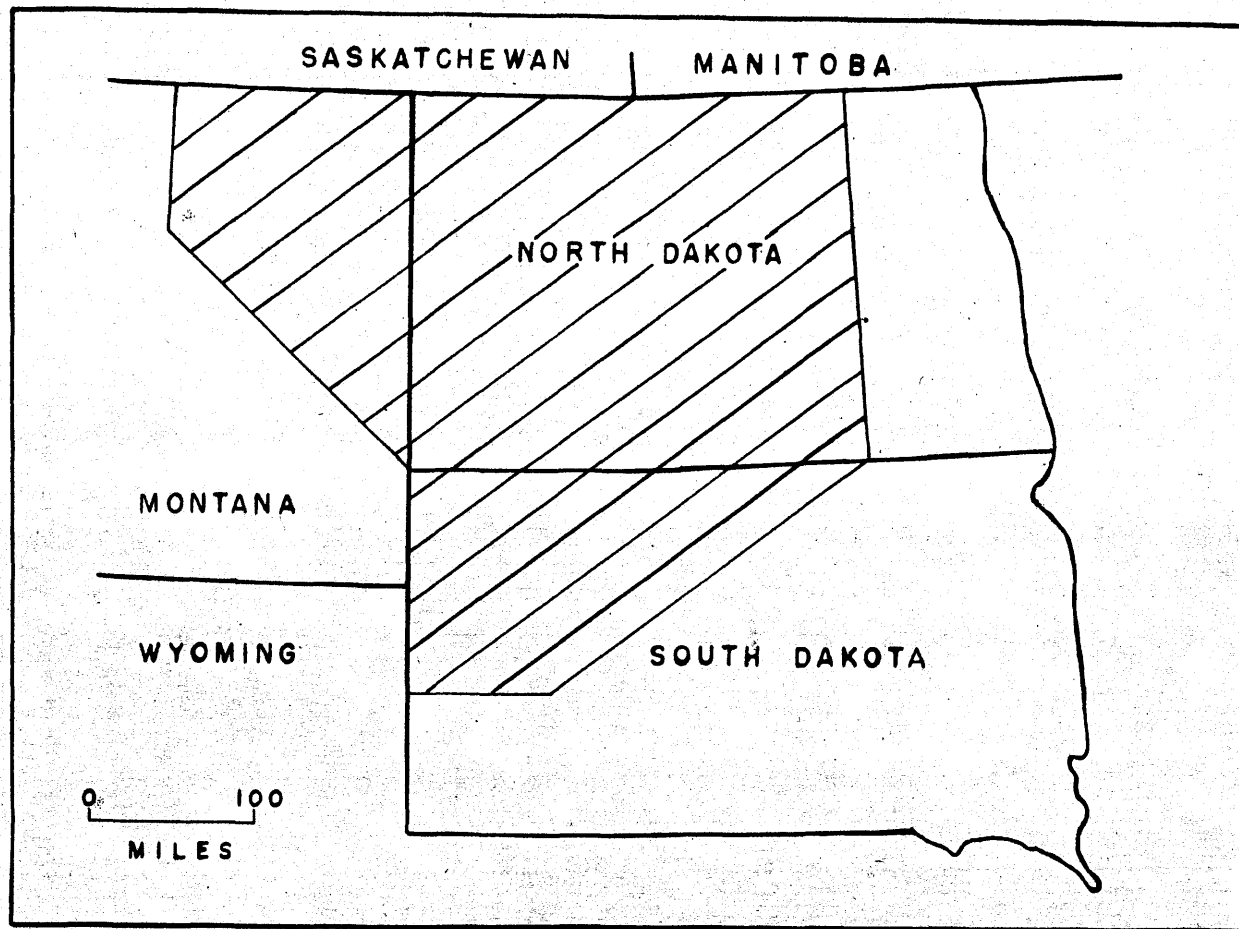 SASKATCHEWAN
MANITOBA
NORTH DAKOTA
MONTANA
WYOMING
SOUTH DAKOTA
0 100
MILES